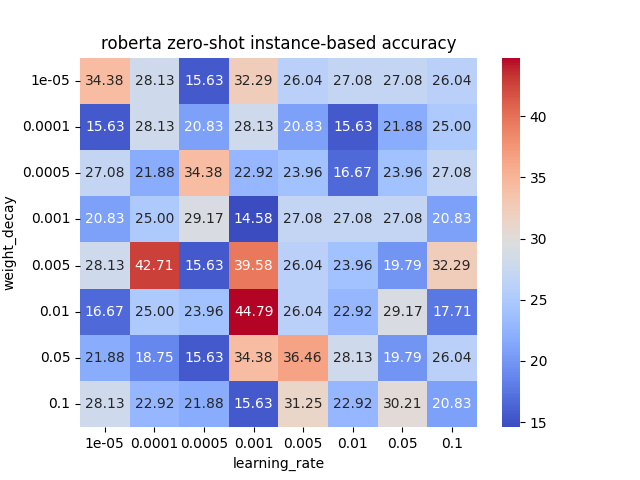 roberta zero-shot instance-based accuracy
1e-05 34.38 28.13 15.63 32.29 26.04 27.08 27.08 26.04
0.0001 15.63 28.13 20.83 28.13 20.83 15.63 21.88 25.00
0.0005 27.08 21.88 34.38 22.92 23.96 16.67 23.96 27.08
0.001 20.83 25.00 29.17 14.58 27.08 27.08 27.08 20.83
0.005 28.13 42.71 15.63 39.58 26.04 23.96 19.79 32.29
0.01 16.67 25.00 23.96 44.79 26.04 22.92 29.17 17.71
0.05 21.88 18.75 15.63 34.38 36.46 28.13 19.79 26.04
0.1 28.13 22.92 21.88 15.63 31.25 22.92 30.21 20.83
1e-05 0.0001 0.0005 0.001 0.005 0.01 0.05 0.1
learning_rate
weight_decay
40
35
30
25
20
15